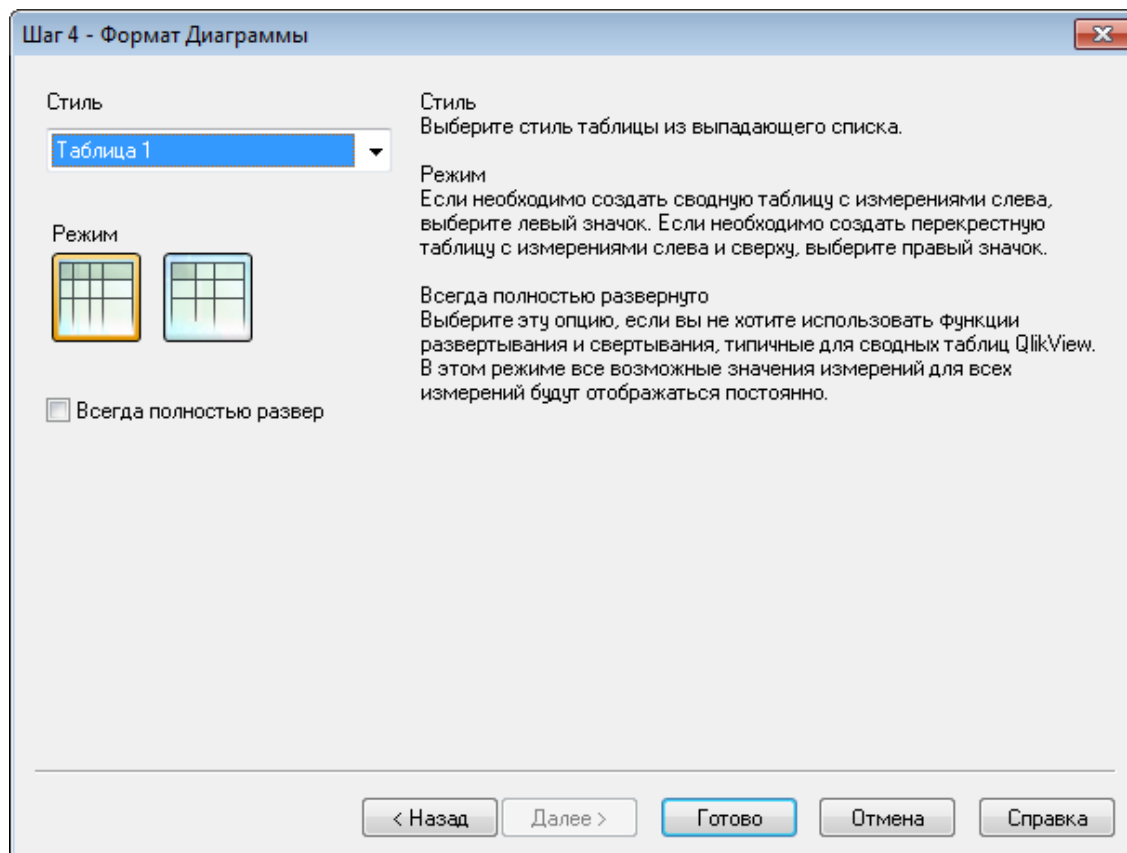 Шаг 4 - Формат Диаграммы
Стиль
Таблица 1
Режим
Всегда полностью развер
Стиль
Выберите стиль таблицы из выпадающего списка.
Режим
Если необходимо создать сводную таблицу с измерениями слева,
выберите левый значок. Если необходимо создать перекрестную
таблицу с измерениями слева и сверху, выберите правый значок.
Всегда полностью развернуто
Выберите эту опцию, если вы не хотите использовать функции
развертывания и свертывания, типичные для сводных таблиц QlikView.
В этом режиме все возможные значения измерений для всех
измерений будут отображаться постоянно.
< Назад
Далее >
Готово
Отмена
Справка